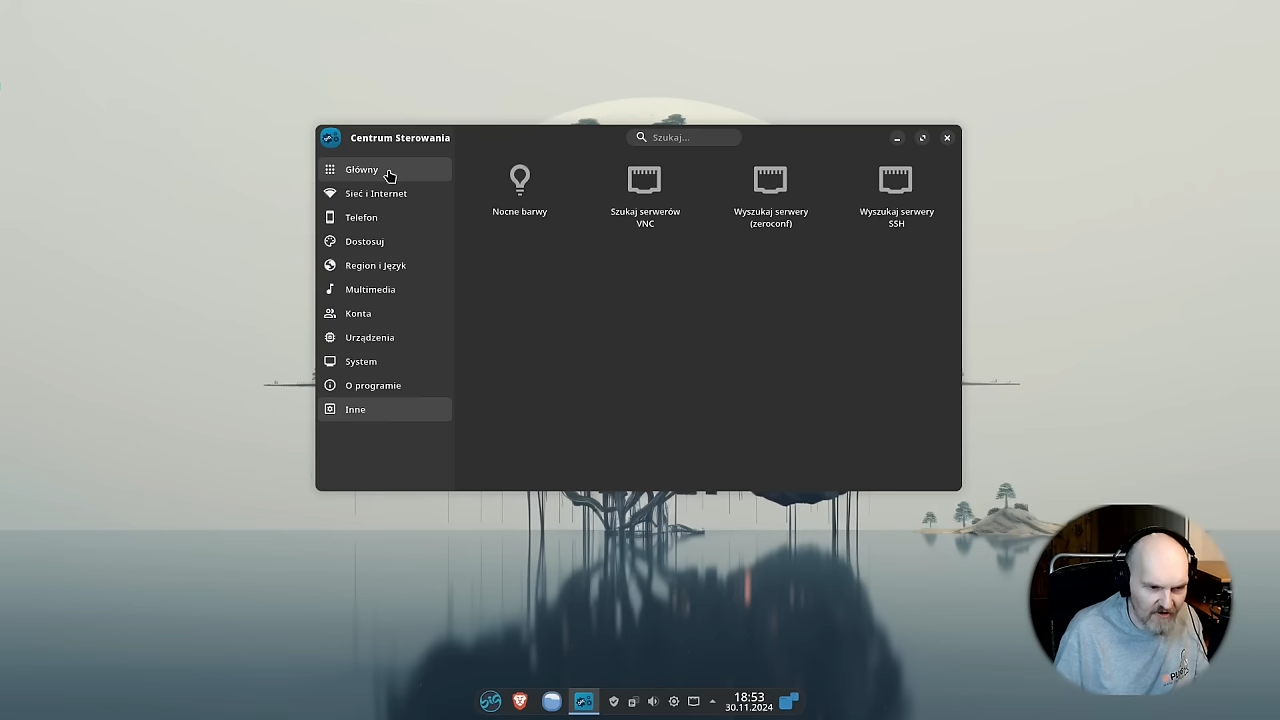 Centrum Sterowania
Szukaj...
Główny
Sieć i Internet
Telefon
Dostosuj
Region i Język
Multimedia
Konta
Urządzenia
System
O programie
Inne
Nocne barwy
Szukaj serwerów
VNC
Wyszukaj serwery
(zeroconf)
Wyszukaj serwery
SSH
big
18:53
30.11.2024